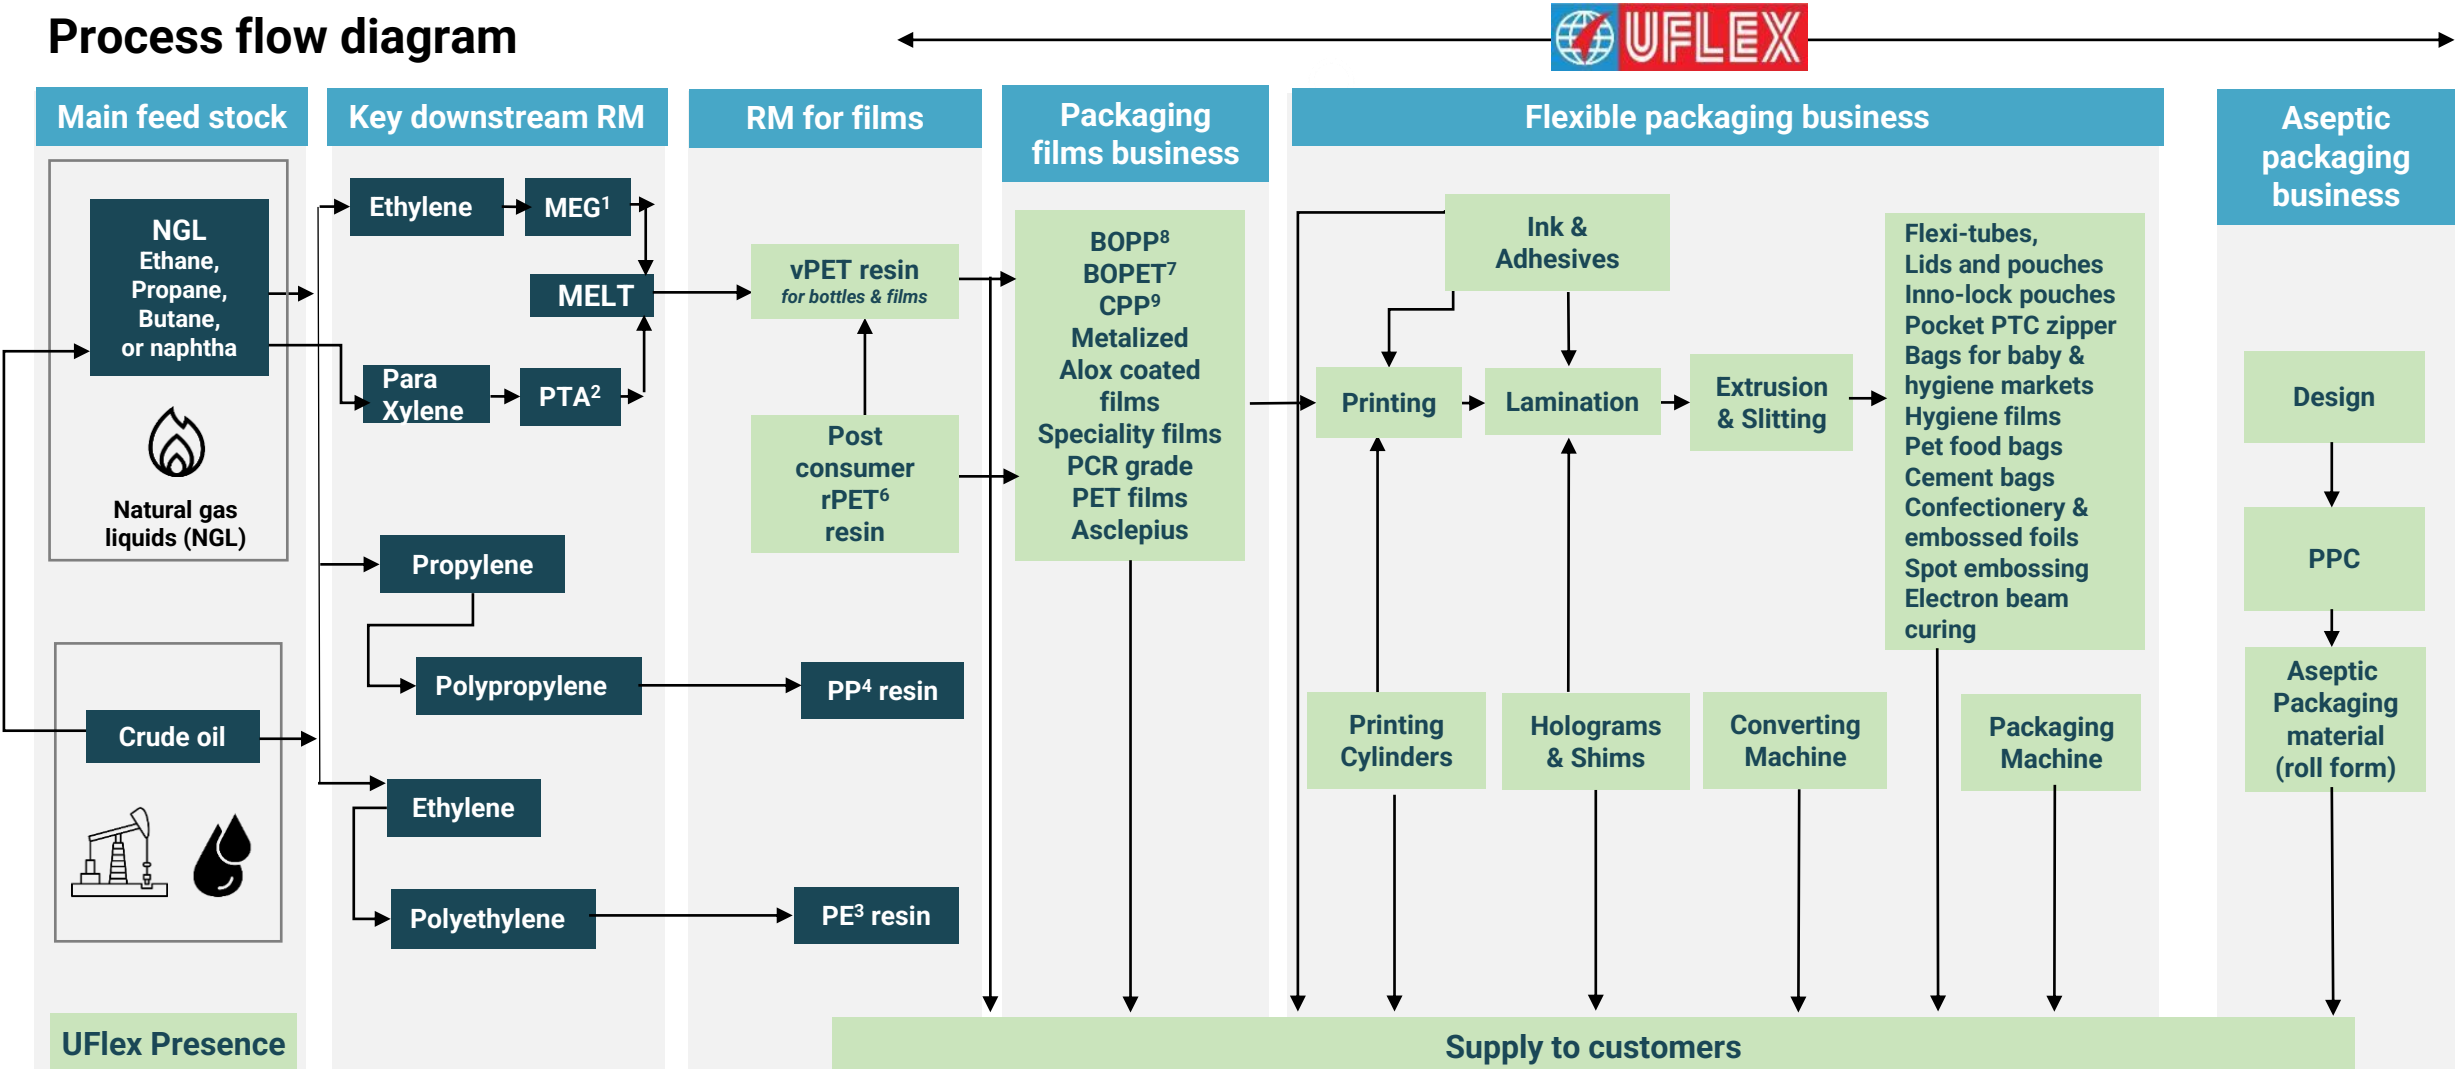 Process flow diagram
UFLEX
Main feed stock
Key downstream RM
RM for films
Packaging
films business
Flexible packaging business
Aseptic
packaging
business
NGL
Ethane,
Propane,
Butane,
or naphtha
Natural gas
liquids (NGL)
Crude oil
UFlex Presence
Ethylene
MEG¹
MELT
Para
Xylene
PTA²
Propylene
Polypropylene
Ethylene
Polyethylene
vPET resin
for bottles & films
Post
consumer
rPET⁶
resin
PP⁴ resin
PE³ resin
BOPP⁸
BOPET⁷
CPP⁹
Metalized
Alox coated
films
Speciality films
PCR grade
PET films
Asclepius
Ink &
Adhesives
Printing
Lamination
Extrusion
& Slitting
Flexi-tubes,
Lids and pouches
Inno-lock pouches
Pocket PTC zipper
Bags for baby &
hygiene markets
Hygiene films
Pet food bags
Cement bags
Confectionery &
embossed foils
Spot embossing
Electron beam
curing
Printing
Cylinders
Holograms
& Shims
Converting
Machine
Packaging
Machine
Design
PPC
Aseptic
Packaging
material
(roll form)
Supply to customers